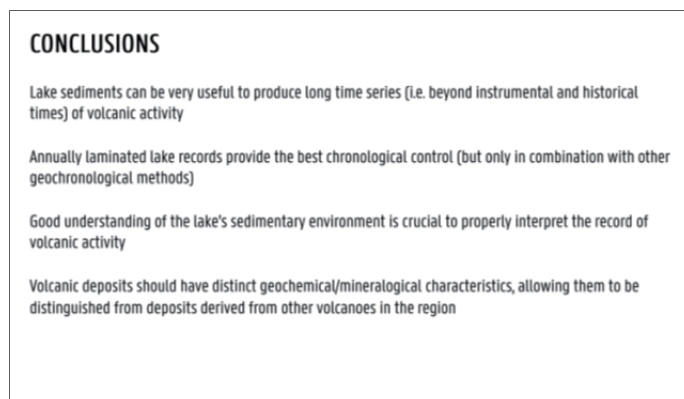 CONCLUSIONS
Lake sediments can be very useful to produce long time series (i.e. beyond instrumental and historical
times) of volcanic activity
Annually laminated lake records provide the best chronological control (but only in combination with other
geochronological methods)
Good understanding of the lake's sedimentary environment is crucial to properly interpret the record of
volcanic activity
Volcanic deposits should have distinct geochemical/mineralogical characteristics, allowing them to be
distinguished from deposits derived from other volcanoes in the region